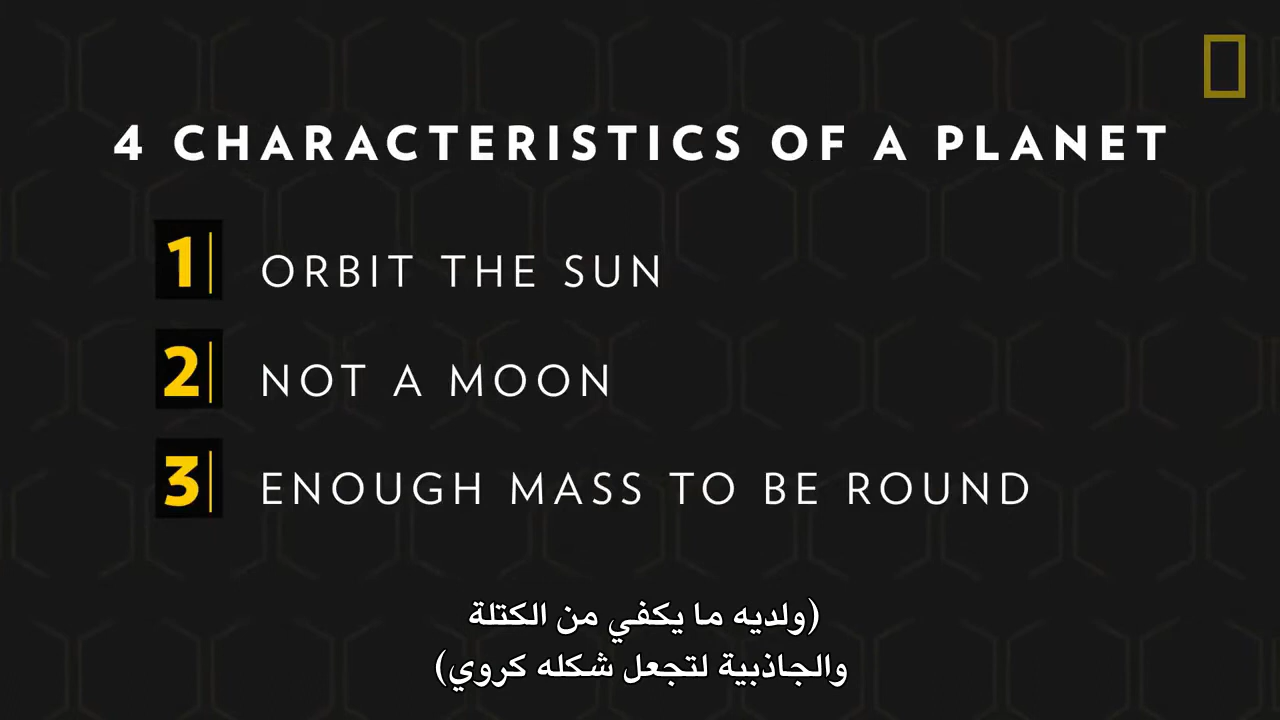 4 CHARACTERISTICS OF A PLANET
1 ORBIT THE SUN
2 NOT A MOON
3 ENOUGH MASS TO BE ROUND
(ولديه ما يكفي من الكتلة
والجاذبية لتجعل شكله كروي)